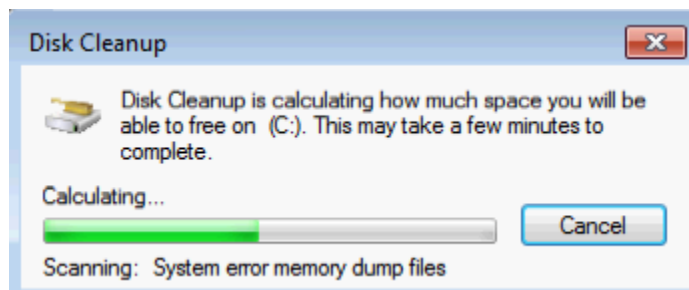 Disk Cleanup
Disk Cleanup is calculating how much space you will be
able to free on  (C:). This may take a few minutes to
complete.
Calculating...
Cancel
Scanning:   System error memory dump files